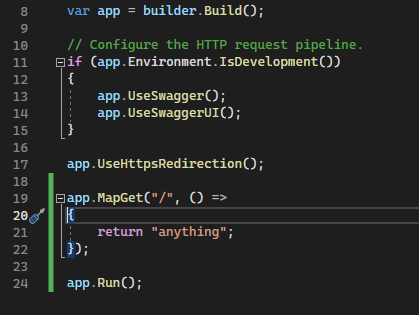 8 var app = builder.Build();
9
10 // Configure the HTTP request pipeline.
11 if (app.Environment.IsDevelopment())
12 {
13     app.UseSwagger();
14     app.UseSwaggerUI();
15 }
16
17 app.UseHttpsRedirection();
18
19 app.MapGet("/", () =>
20 {
21     return "anything";
22 });
23
24 app.Run();